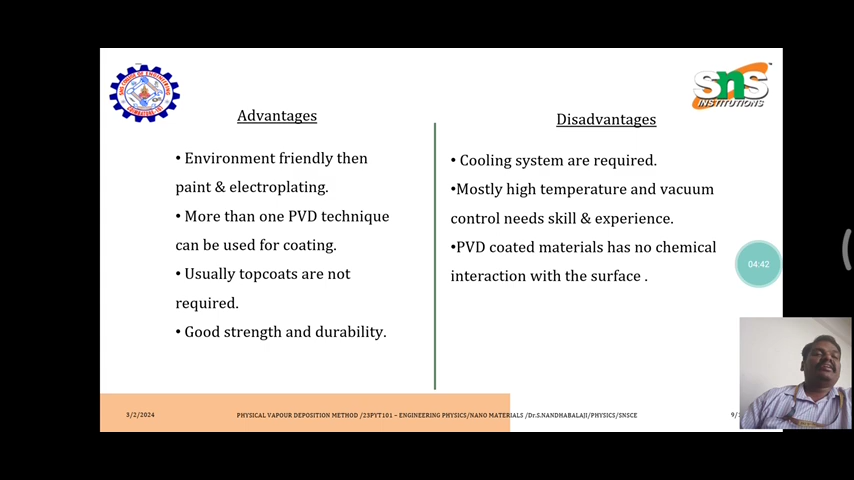 SNS
INSTITUTIONS
Advantages
• Environment friendly then
paint & electroplating.
• More than one PVD technique
can be used for coating.
• Usually topcoats are not
required.
• Good strength and durability.
Disadvantages
• Cooling system are required.
•Mostly high temperature and vacuum
control needs skill & experience.
•PVD coated materials has no chemical
interaction with the surface .
04:42
3/2/2024
PHYSICAL VAPOUR DEPOSITION METHOD /23PYT101 – ENGINEERING PHYSICS/NANO MATERIALS /Dr.S.NANDHABALAJI/PHYSICS/SNSCE
9/